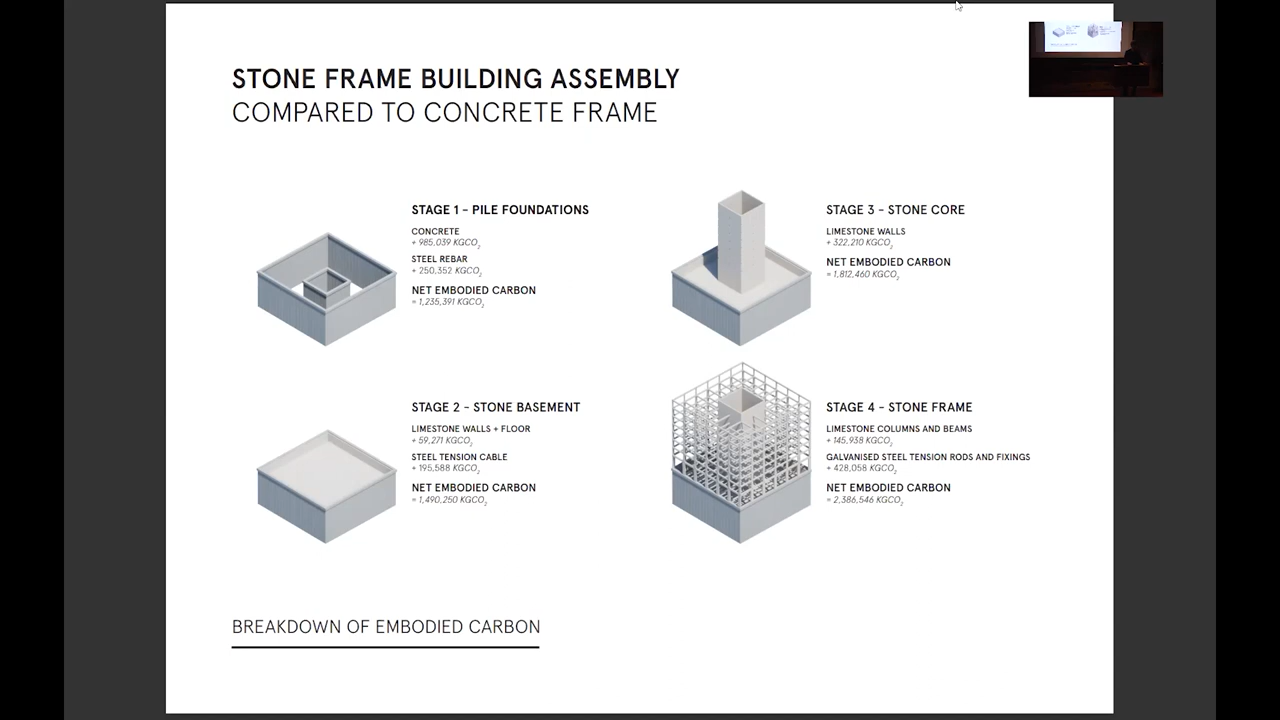 STONE FRAME BUILDING ASSEMBLY
COMPARED TO CONCRETE FRAME
STAGE 1 - PILE FOUNDATIONS
CONCRETE
+ 985,039 KGCO2
STEEL REBAR
+ 250,352 KGCO2
NET EMBODIED CARBON
= 1,235,391 KGCO2
STAGE 2 - STONE BASEMENT
LIMESTONE WALLS + FLOOR
+ 59,271 KGCO2
STEEL TENSION CABLE
+ 195,588 KGCO2
NET EMBODIED CARBON
= 1,490,250 KGCO2
STAGE 3 - STONE CORE
LIMESTONE WALLS
+ 322,210 KGCO2
NET EMBODIED CARBON
= 1,812,460 KGCO2
STAGE 4 - STONE FRAME
LIMESTONE COLUMNS AND BEAMS
+ 145,938 KGCO2
GALVANISED STEEL TENSION RODS AND FIXINGS
+ 428,058 KGCO2
NET EMBODIED CARBON
= 2,386,546 KGCO2
BREAKDOWN OF EMBODIED CARBON